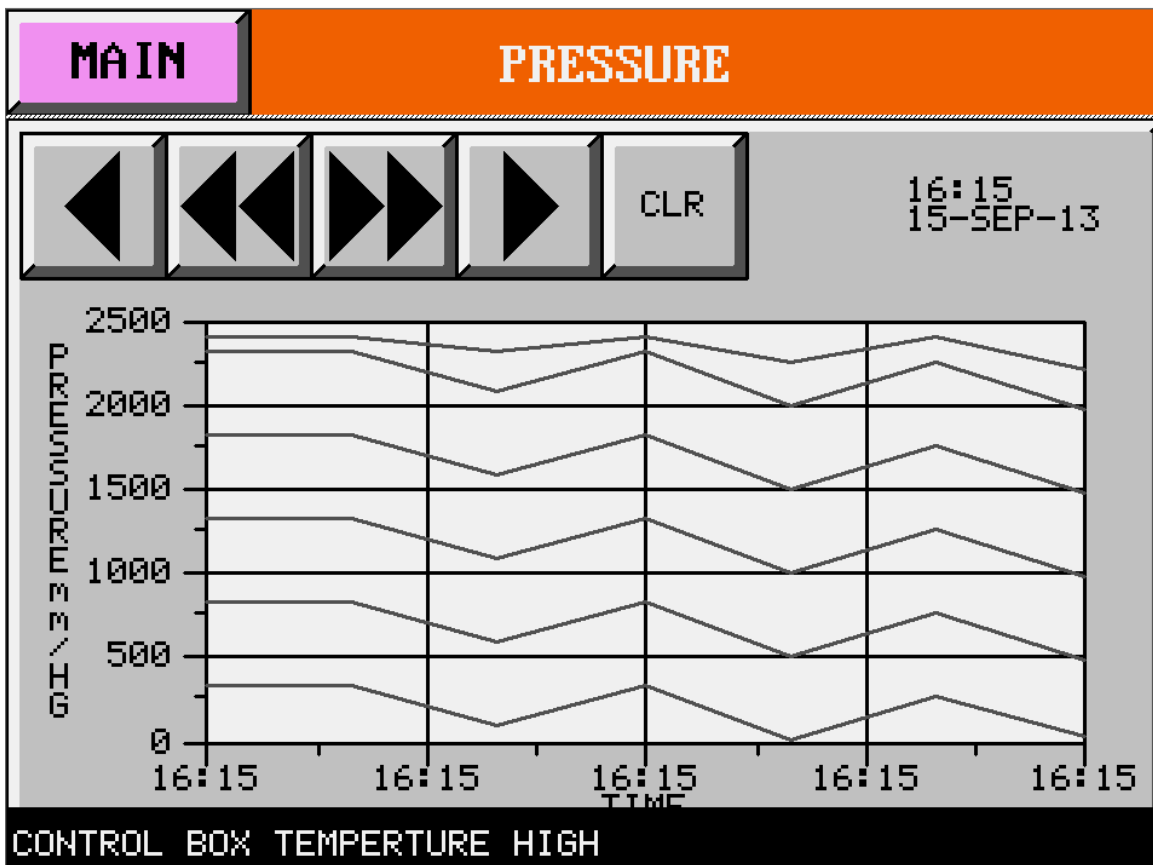 MAIN
PRESSURE
CLR
16:15
15-SEP-13
PRESSURE mm/HG
2500
2000
1500
1000
500
0
16:15 16:15 16:15 16:15 16:15
TIME
CONTROL BOX TEMPERTURE HIGH